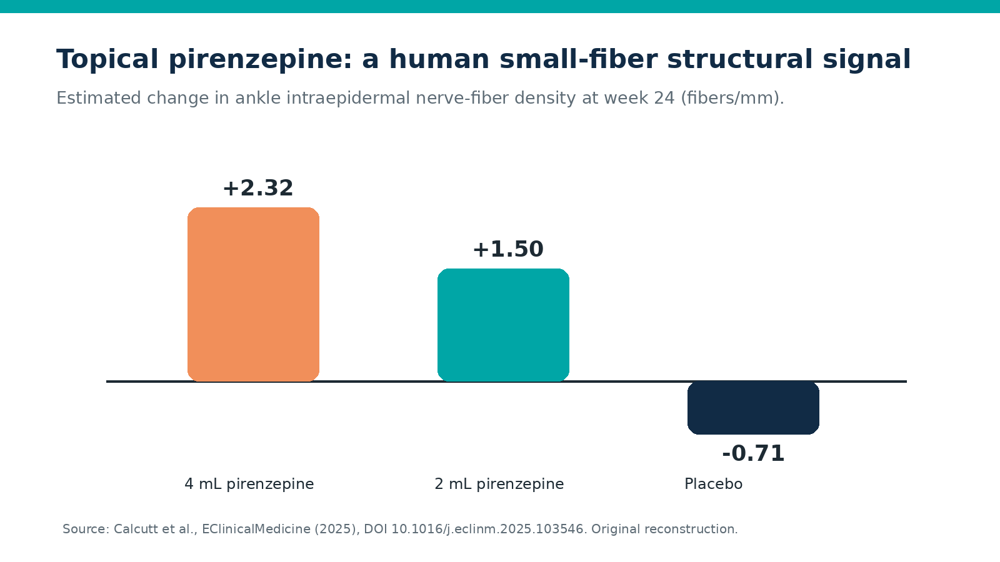 Topical pirenzepine: a human small-fiber structural signal
Estimated change in ankle intraepidermal nerve-fiber density at week 24 (fibers/mm).
+2.32
+1.50
-0.71
4 mL pirenzepine
2 mL pirenzepine
Placebo
Source: Calcutt et al., EClinicalMedicine (2025), DOI 10.1016/j.eclinm.2025.103546. Original reconstruction.